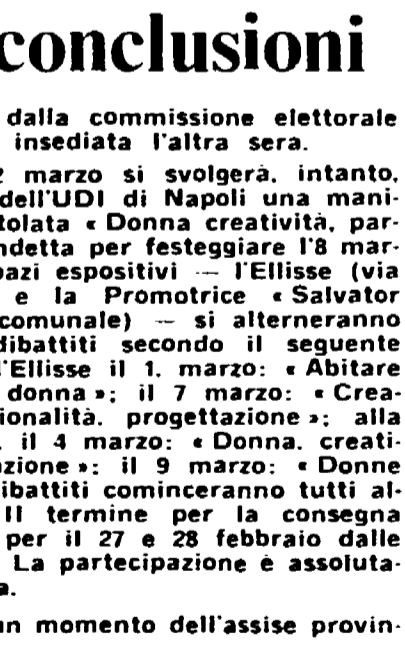 conclusioni
dalla commissione elettorale
insediata l'altra sera.
2 marzo si svolgerà, intanto,
dell'UDI di Napoli una mani-
tolata « Donna creatività, par-
ndetta per festeggiare l'8 mar-
pazi espositivi — l'Ellisse (via
e la Promotrice « Salvator
comunale) — si alterneranno
dibattiti secondo il seguente
l'Ellisse il 1. marzo: « Abitare
donna »; il 7 marzo: « Crea-
ionalità, progettazione »; alla
, il 4 marzo: « Donna, creati-
azione »; il 9 marzo: « Donne
ibattiti cominceranno tutti al-
Il termine per la consegna
per il 27 e 28 febbraio dalle
La partecipazione è assoluta-
a.
un momento dell'assise provin-